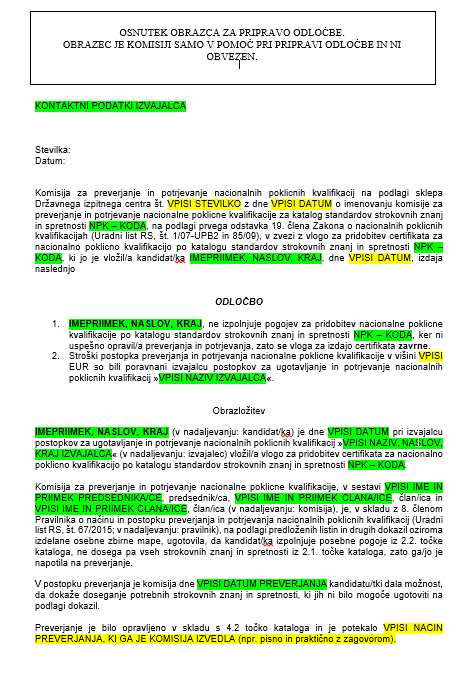 OSNUTEK OBRAZCA ZA PRIPRAVO ODLOČBE.
OBRAZEC JE KOMISIJI SAMO V POMOČ PRI PRIPRAVI ODLOČBE IN NI
OBVEZEN.
KONTAKTNI PODATKI IZVAJALCA
Stevilka:
Datum:
Komisija za preverjanje in potrjevanje nacionalnih poklicnih kvalifikacij na podlagi sklepa
Državnega izpitnega centra št. VPISI STEVILKO z dne VPISI DATUM o imenovanju komisije za
preverjanje in potrjevanje nacionalne poklicne kvalifikacije za katalog standardov strokovnih znanj
in spretnosti NPK – KODA, na podlagi prvega odstavka 19. člena Zakona o nacionalnih poklicnih
kvalifikacijah (Uradni list RS, št. 1/07-UPB2 in 85/09), v zvezi z vlogo za pridobitev certifikata za
nacionalno poklicno kvalifikacijo po katalogu standardov strokovnih znanj in spretnosti NPK –
KODA, ki jo je vložil/a kandidat/ka IMEPRIIMEK, NASLOV, KRAJ, dne VPISI DATUM, izdaja
naslednjo
ODLOČBO
1. IMEPRIIMEK, NASLOV, KRAJ, ne izpolnjuje pogojev za pridobitev nacionalne poklicne
kvalifikacije po katalogu standardov strokovnih znanj in spretnosti NPK – KODA, ker ni
uspešno opravil/a preverjanja in potrjevanja, zato se vloga za izdajo certifikata zavrne.
2. Stroški postopka preverjanja in potrjevanja nacionalne poklicne kvalifikacije v višini VPISI
EUR so bili poravnani izvajalcu postopkov za ugotavljanje in potrjevanje nacionalnih
poklicnih kvalifikacij »VPISI NAZIV IZVAJALCA«.
Obrazložitev
IMEPRIIMEK, NASLOV, KRAJ (v nadaljevanju: kandidat/ka) je dne VPISI DATUM pri izvajalcu
postopkov za ugotavljanje in potrjevanje nacionalnih poklicnih kvalifikacij »VPISI NAZIV, NASLOV,
KRAJ IZVAJALCA« (v nadaljevanju: izvajalec) vložil/a vlogo za pridobitev certifikata za nacionalno
poklicno kvalifikacijo po katalogu standardov strokovnih znanj in spretnosti NPK – KODA.
Komisija za preverjanje in potrjevanje nacionalne poklicne kvalifikacije, v sestavi VPISI IME IN
PRIIMEK PREDSEDNIKA/CE, predsednik/ca, VPISI IME IN PRIIMEK CLANA/ICE, član/ica in
VPISI IME IN PRIIMEK CLANA/ICE, član/ica (v nadaljevanju: komisija), je, v skladu z 8. členom
Pravilnika o načinu in postopku preverjanja in potrjevanja nacionalnih poklicnih kvalifikacij (Uradni
list RS, št. 67/2015; v nadaljevanju: pravilnik), na podlagi predloženih listin in drugih dokazil oziroma
izdelane osebne zbirne mape, ugotovila, da kandidat/ka izpolnjuje posebne pogoje iz 2.2. točke
kataloga, ne dosega pa vseh strokovnih znanj in spretnosti iz 2.1. točke kataloga, zato ga/jo je
napotila na preverjanje.
V postopku preverjanja je komisija dne VPISI DATUM PREVERJANJA kandidatu/tki dala možnost,
da dokaže doseganje potrebnih strokovnih znanj in spretnosti, ki jih ni bilo mogoče ugotoviti na
podlagi dokazil.
Preverjanje je bilo opravljeno v skladu s 4.2 točko kataloga in je potekalo VPISI NACIN
PREVERJANJA, KI GA JE KOMISIJA IZVEDLA (npr. pisno in praktično z zagovorom).